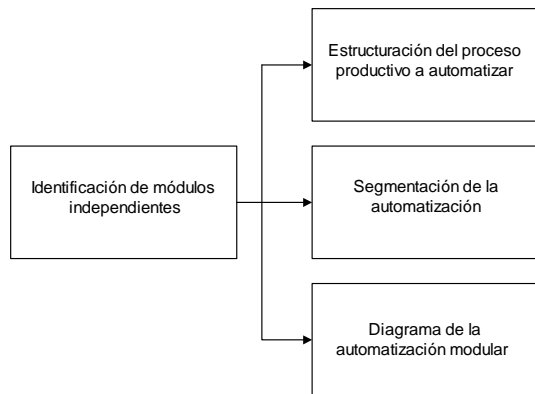 Estructuración del proceso
productivo a automatizar
Identificación de módulos
independientes
Segmentación de la
automatización
Diagrama de la
automatización modular